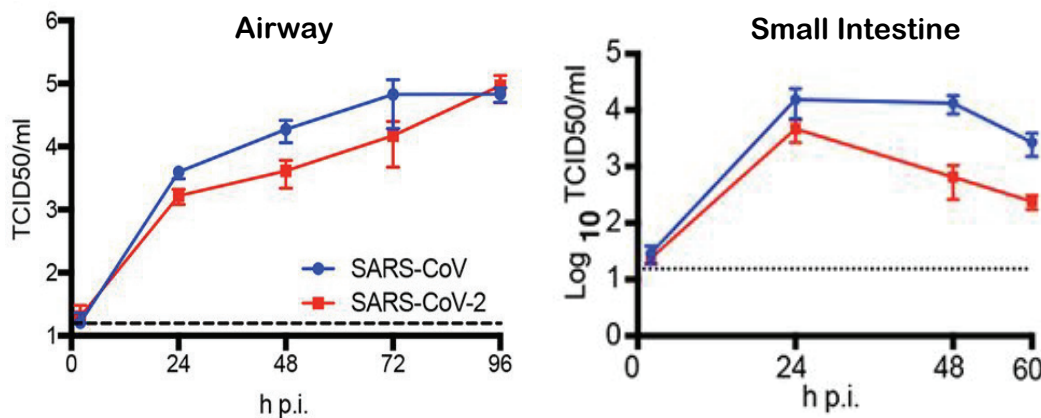 Airway
TCID50/ml
6
5
4
3
2
1
SARS-CoV
SARS-CoV-2
0
24
48
72
96
h p.i.
Small Intestine
Log 10 TCID50/ml
5
4
3
2
1
0
0
24
48
60
h p.i.